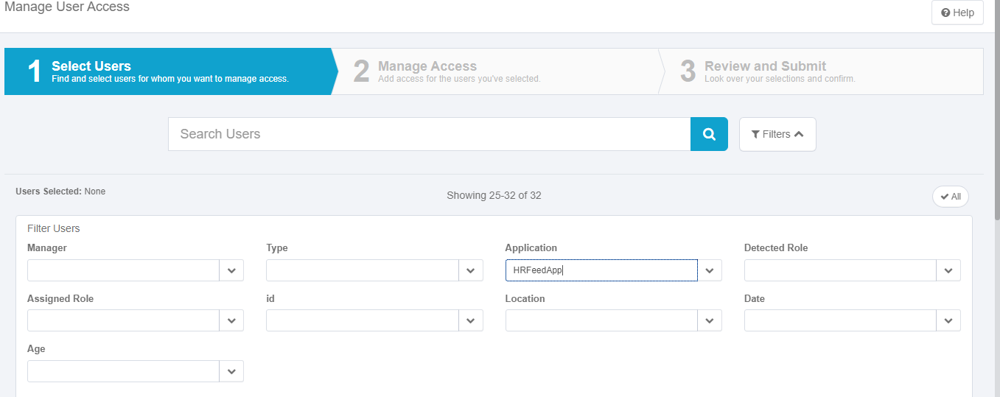 Manage User Access
Help
1 Select Users
Find and select users for whom you want to manage access.
2 Manage Access
Add access for the users you've selected.
3 Review and Submit
Look over your selections and confirm.
Search Users
Filters
Users Selected: None
Showing 25-32 of 32
All
Filter Users
Manager
Type
Application
Detected Role
HRFeedApp
Assigned Role
id
Location
Date
Age